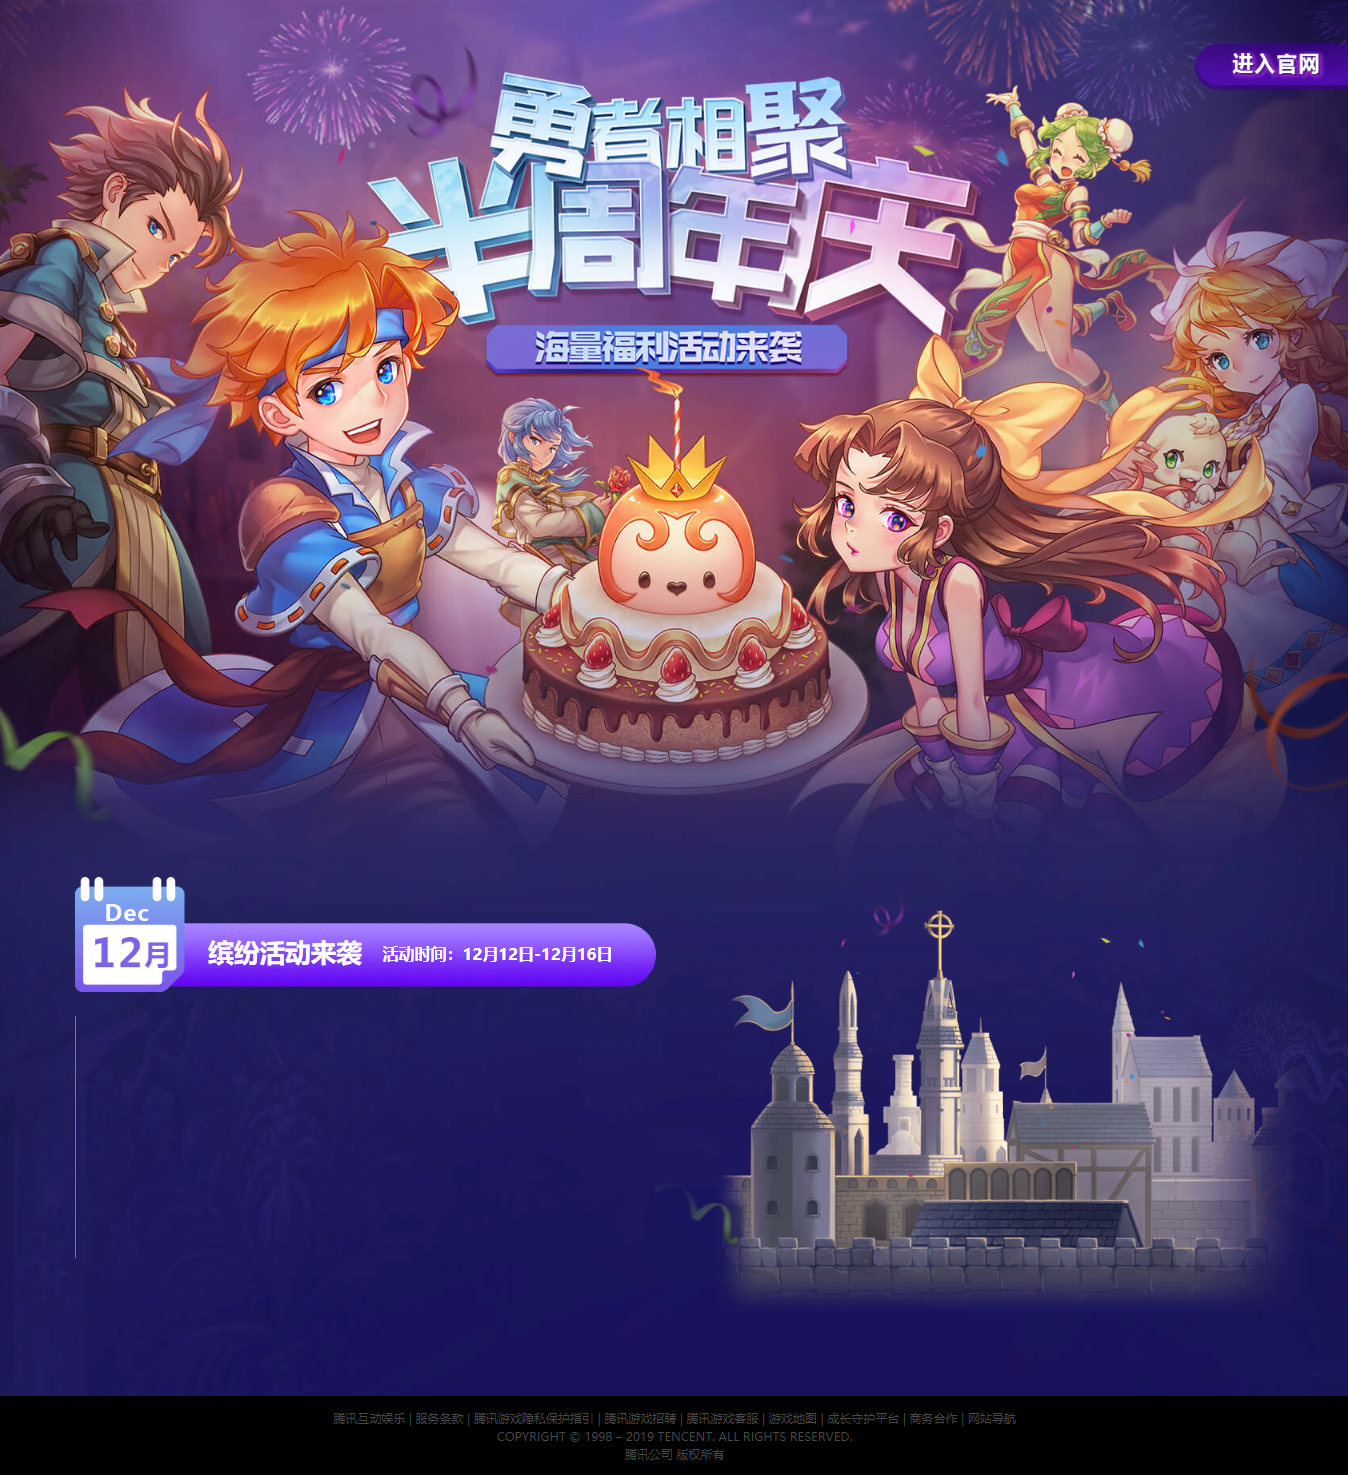 进入官网
勇者相聚
半周年庆
海量福利活动来袭
Dec
12月
缤纷活动来袭 活动时间：12月12日-12月16日
腾讯互动娱乐 | 服务条款 | 腾讯游戏隐私保护指引 | 腾讯游戏招聘 | 腾讯游戏客服 | 游戏地图 | 成长守护平台 | 商务合作 | 网站导航
COPYRIGHT © 1998 – 2019 TENCENT. ALL RIGHTS RESERVED.
腾讯公司 版权所有